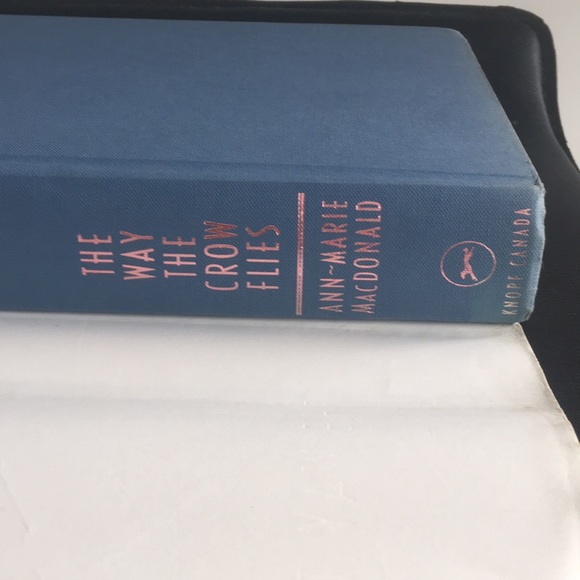 THE
WAY
THE
CROW
FLIES
ANN~MARIE
MACDONALD
KNOPF CANADA